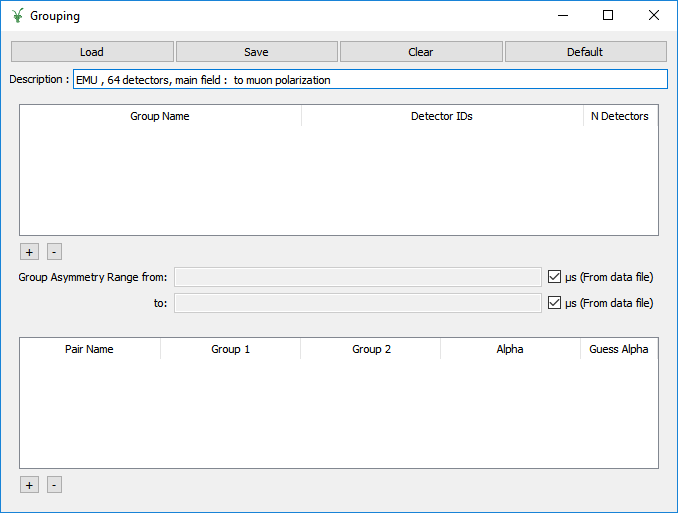 Grouping
Load Save Clear Default
Description : EMU , 64 detectors, main field :  to muon polarization
Group Name Detector IDs N Detectors
+ -
Group Asymmetry Range from: µs (From data file)
to: µs (From data file)
Pair Name Group 1 Group 2 Alpha Guess Alpha
+ -